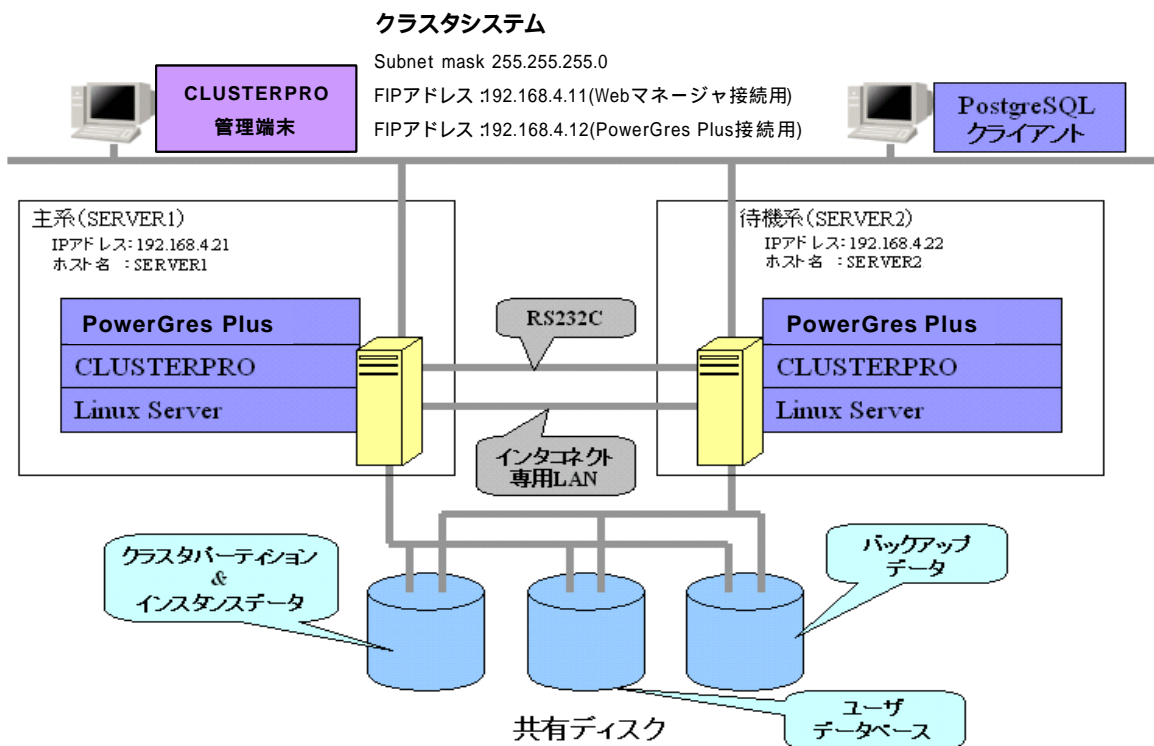 クラスタシステム
Subnet mask 255.255.255.0
FIPアドレス :192.168.4.11(Webマネージャ接続用)
FIPアドレス :192.168.4.12(PowerGres Plus接続用)
CLUSTERPRO
管理端末
PostgreSQL
クライアント
主系(SERVER1)
IPアドレス:192.168.4.21
ホスト名 :SERVER1
待機系(SERVER2)
IPアドレス:192.168.4.22
ホスト名 :SERVER2
PowerGres Plus
CLUSTERPRO
Linux Server
RS232C
インタコネクト
専用LAN
PowerGres Plus
CLUSTERPRO
Linux Server
クラスタパーティション
&
インスタンスデータ
バックアップ
データ
ユーザ
データベース
共有ディスク